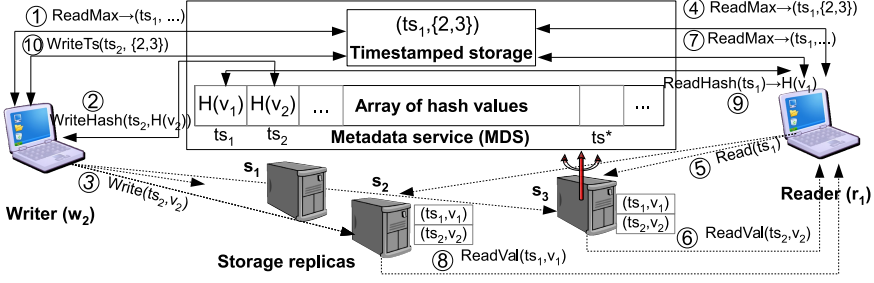 ① ReadMax→(ts₁, ...)
④ ReadMax→(ts₁,{2,3})
(ts₁,{2,3})
Timestamped storage
⑩ WriteTs(ts₂, {2,3})
⑦ ReadMax→(ts₁,...)
ReadHash(ts₁)→H(v₁)
⑨
②
WriteHash(ts₂,H(v₂))
H(v₁) H(v₂) ... Array of hash values ...
ts₁ ts₂ ts*
Metadata service (MDS)
③ Write(ts₂,v₂)
⑤ Read(ts₁)
s₁
s₂
s₃
Writer (w₂)
Reader (r₁)
(ts₁,v₁)
(ts₂,v₂)
(ts₁,v₁)
(ts₂,v₂)
⑥ ReadVal(ts₂,v₂)
Storage replicas
⑧ ReadVal(ts₁,v₁)